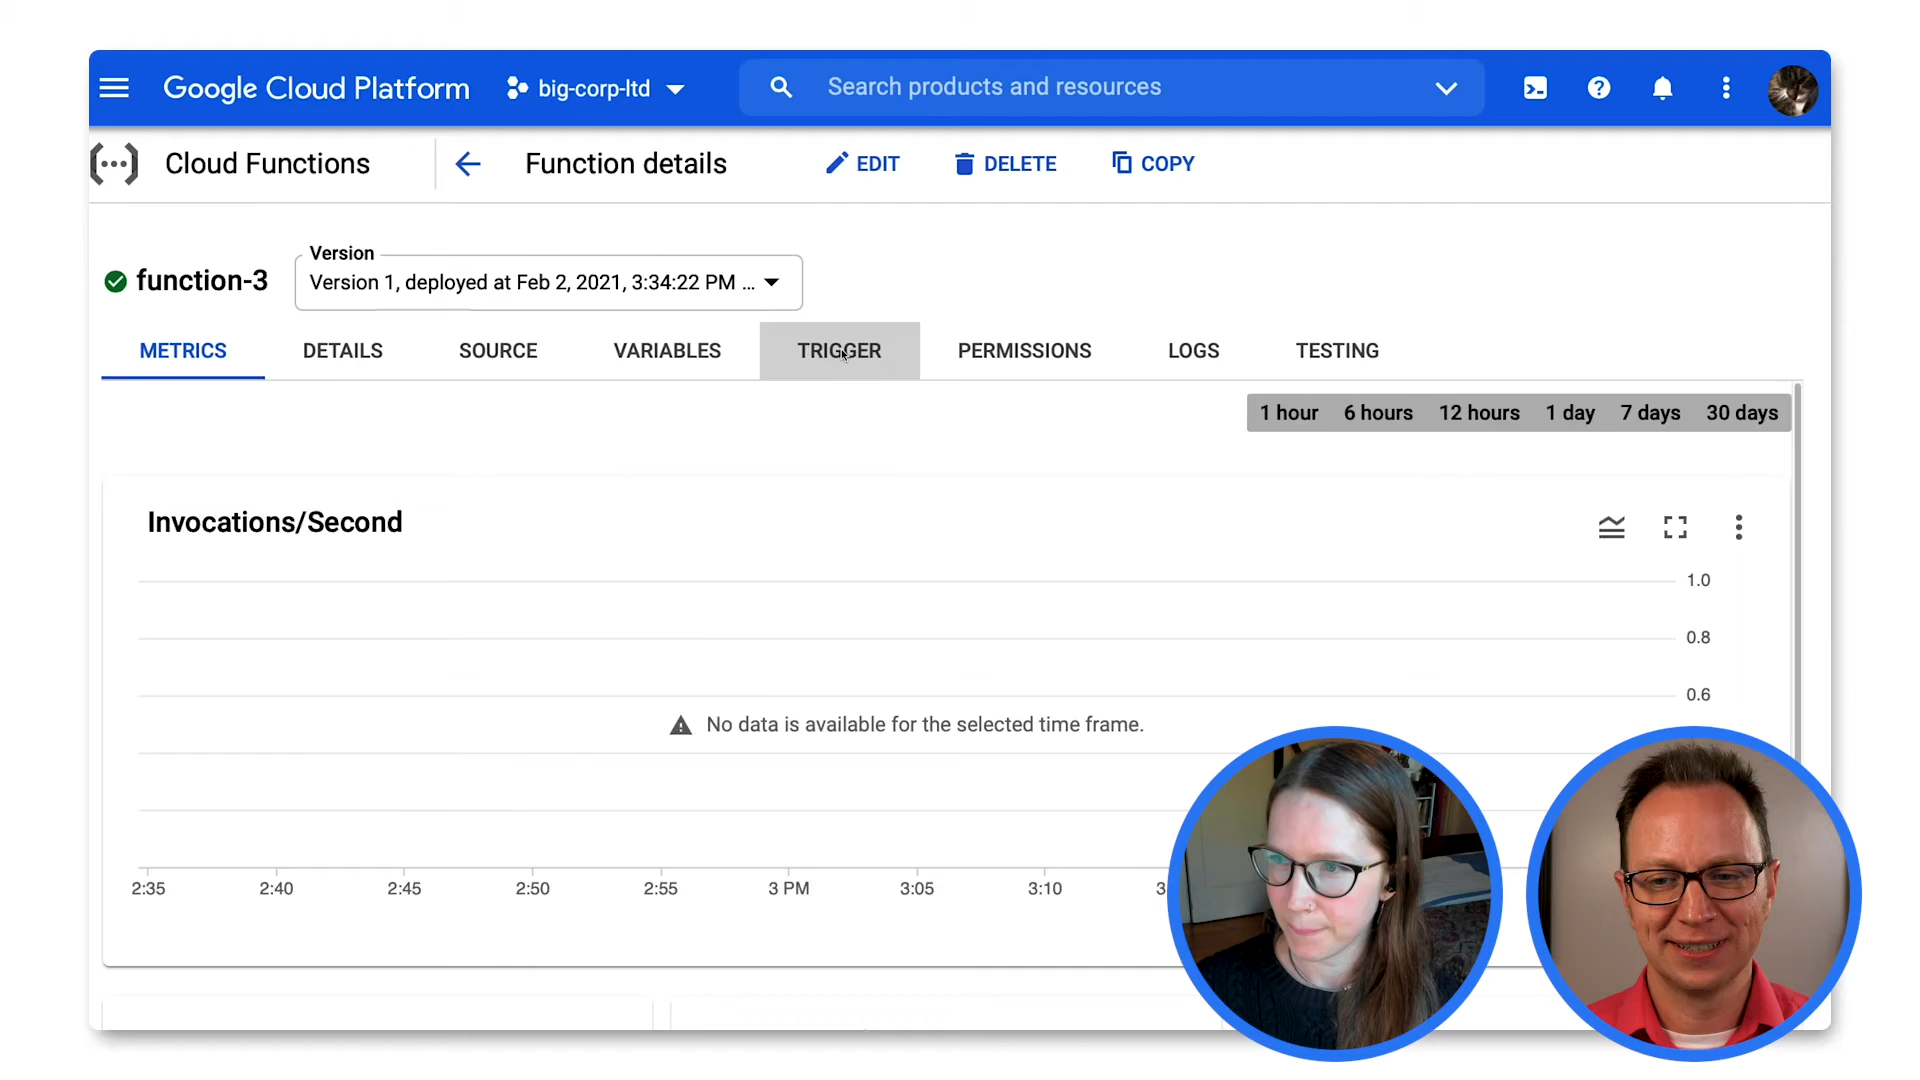 Google Cloud Platform
big-corp-ltd
Search products and resources
Cloud Functions
Function details
EDIT
DELETE
COPY
function-3
Version
Version 1, deployed at Feb 2, 2021, 3:34:22 PM ...
METRICS
DETAILS
SOURCE
VARIABLES
TRIGGER
PERMISSIONS
LOGS
TESTING
1 hour
6 hours
12 hours
1 day
7 days
30 days
Invocations/Second
1.0
0.8
0.6
No data is available for the selected time frame.
2:35
2:40
2:45
2:50
2:55
3 PM
3:05
3:10